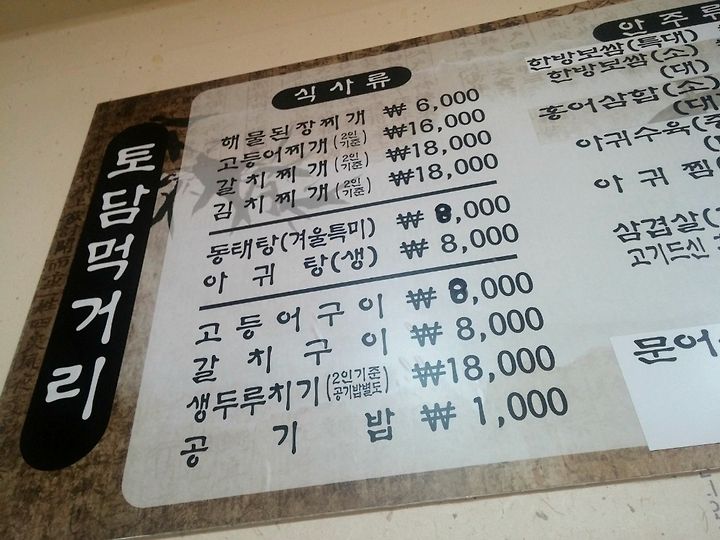 토담먹거리
식사류
해물된장찌개 ₩ 6,000
고등어찌개(2인기준) ₩16,000
갈치찌개(2인기준) ₩18,000
김치찌개(2인기준) ₩18,000
동태탕(겨울특미) ₩ 8,000
아귀탕(생) ₩ 8,000
고등어구이 ₩ 8,000
갈치구이 ₩ 8,000
생두루치기(2인기준 공기밥별도) ₩18,000
공기밥 ₩ 1,000
안주류
한방보쌈(특대)
한방보쌈(소)
(대)
홍어삼합(소)
(대)
아귀수육(
아귀찜
삼겹살(
고기드신
문어